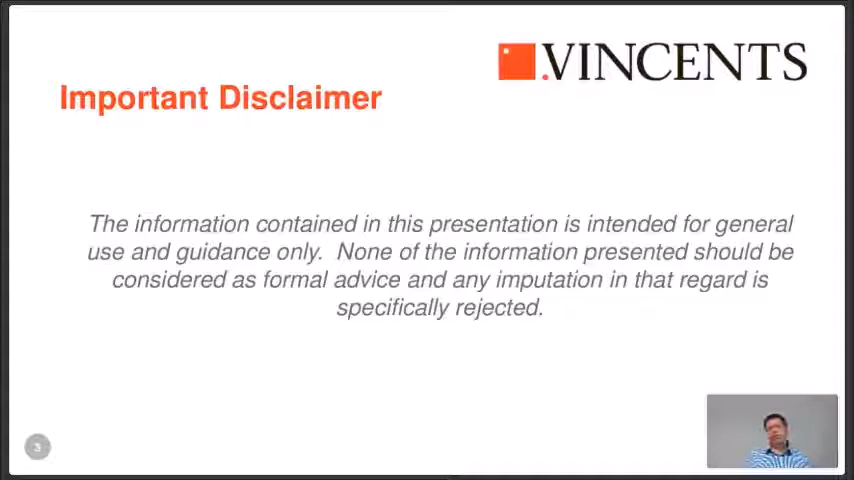 .VINCENTS
Important Disclaimer
The information contained in this presentation is intended for general
use and guidance only.  None of the information presented should be
considered as formal advice and any imputation in that regard is
specifically rejected.
3